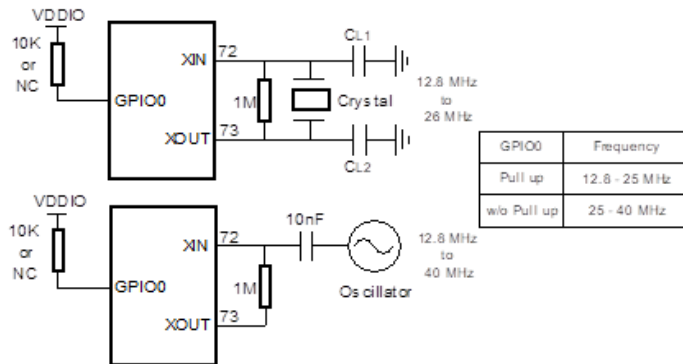 VDDIO
10K
or
NC
GPIO0
XIN
XOUT
72
73
1M
CL1
Crystal
CL2
12.8 MHz
to
26 MHz
GPIO0 Frequency
Pull up 12.8 - 25 MHz
w/o Pull up 25 - 40 MHz
VDDIO
10K
or
NC
GPIO0
XIN
XOUT
72
73
1M
10nF
Oscillator
12.8 MHz
to
40 MHz